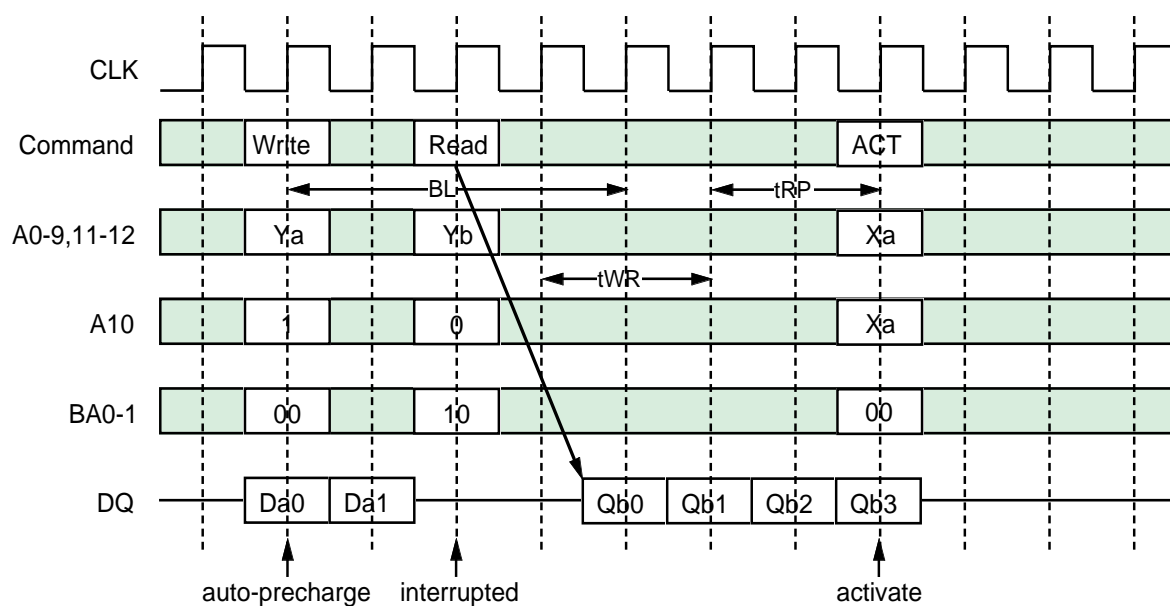 CLK
Command Write Read ACT
BL tRP
A0-9,11-12 Ya Yb Xa
tWR
A10 1 0 Xa
BA0-1 00 10 00
DQ Da0 Da1 Qb0 Qb1 Qb2 Qb3
auto-precharge interrupted activate